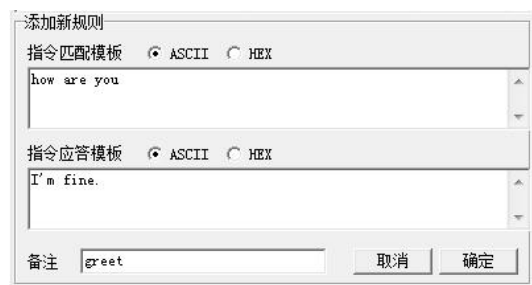 添加新规则
指令匹配模板 ASCII HEX
how are you
指令应答模板 ASCII HEX
I'm fine.
备注 greet 取消 确定